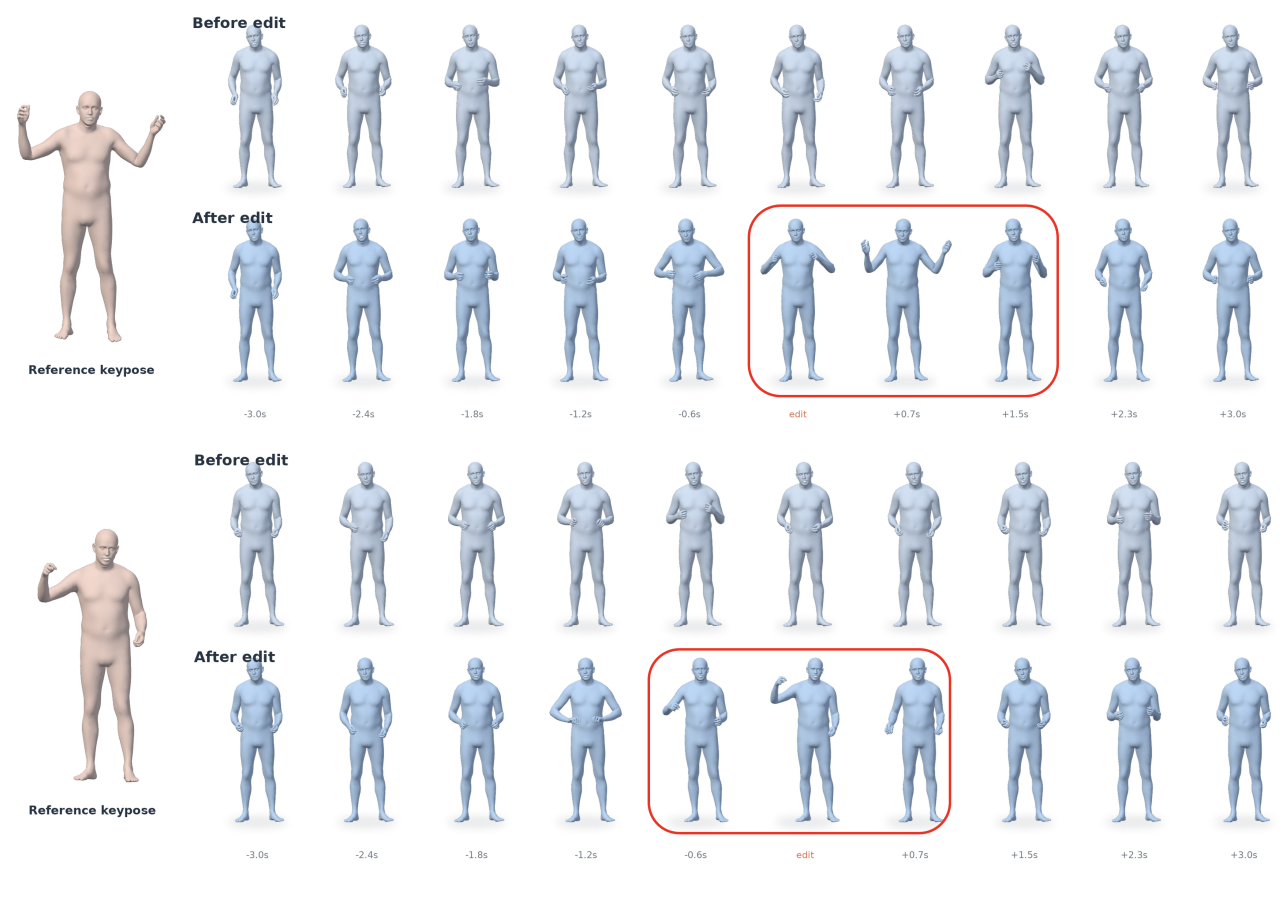 Before edit
After edit
Reference keypose
-3.0s -2.4s -1.8s -1.2s -0.6s edit +0.7s +1.5s +2.3s +3.0s
Before edit
After edit
Reference keypose
-3.0s -2.4s -1.8s -1.2s -0.6s edit +0.7s +1.5s +2.3s +3.0s